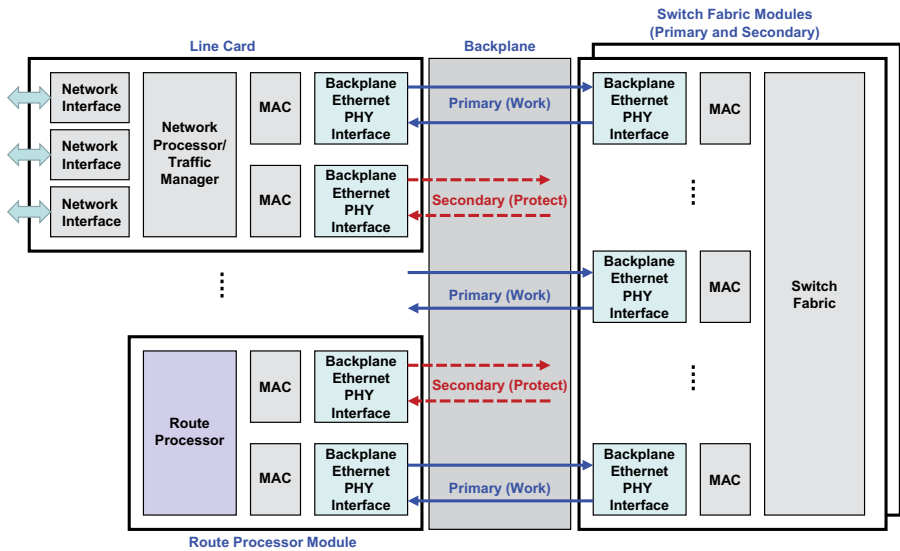 Switch Fabric Modules
(Primary and Secondary)
Line Card
Backplane
Network
Interface
Network
Interface
Network
Interface
Network
Processor/
Traffic
Manager
MAC
Backplane
Ethernet
PHY
Interface
MAC
Backplane
Ethernet
PHY
Interface
Primary (Work)
Secondary (Protect)
Backplane
Ethernet
PHY
Interface
MAC
Primary (Work)
Backplane
Ethernet
PHY
Interface
MAC
Switch
Fabric
Route
Processor
MAC
Backplane
Ethernet
PHY
Interface
Secondary (Protect)
MAC
Backplane
Ethernet
PHY
Interface
Primary (Work)
Backplane
Ethernet
PHY
Interface
MAC
Route Processor Module